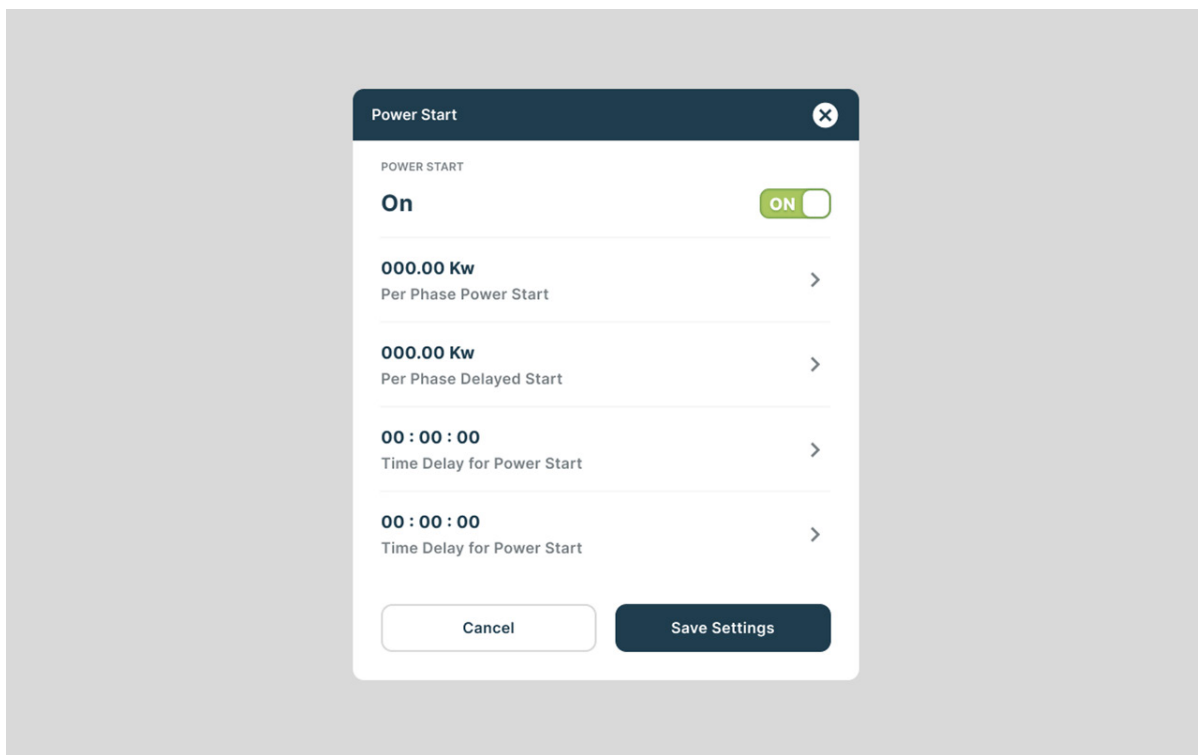 Power Start
POWER START
On
ON
000.00 Kw
Per Phase Power Start
000.00 Kw
Per Phase Delayed Start
00 : 00 : 00
Time Delay for Power Start
00 : 00 : 00
Time Delay for Power Start
Cancel
Save Settings